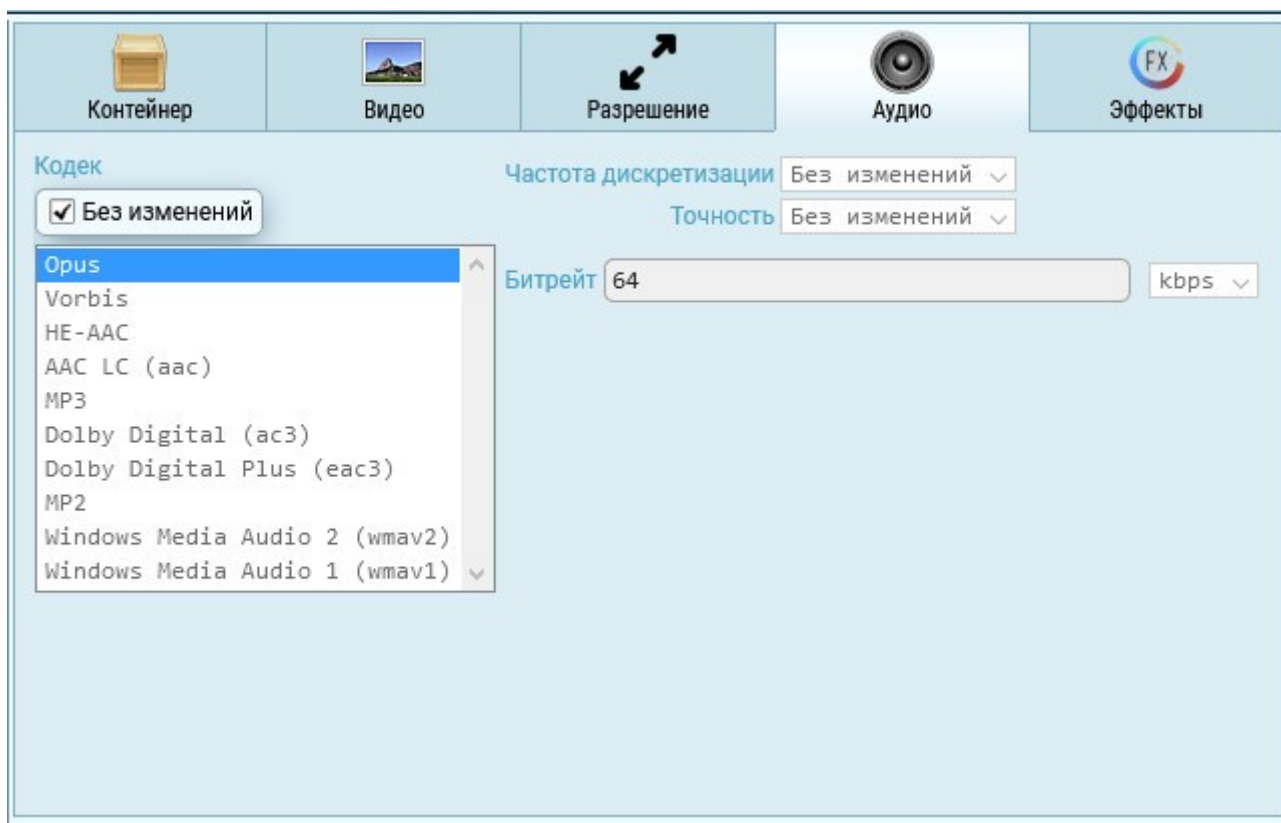 Контейнер
Видео
Разрешение
Аудио
FX
Эффекты
Кодек
Без изменений
Opus
Vorbis
HE-AAC
AAC LC (aac)
MP3
Dolby Digital (ac3)
Dolby Digital Plus (eac3)
MP2
Windows Media Audio 2 (wmav2)
Windows Media Audio 1 (wmav1)
Частота дискретизации Без изменений
Точность Без изменений
Битрейт 64 kbps